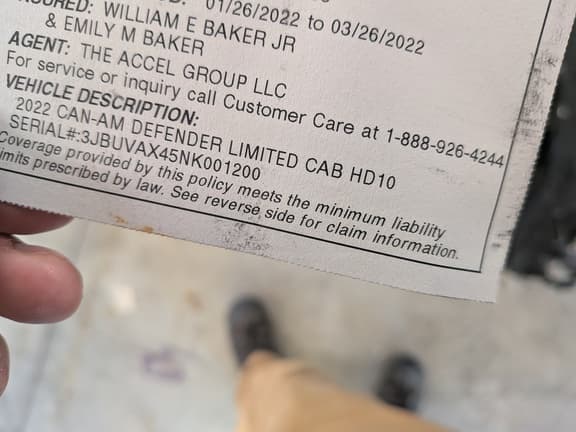 INSURED: WILLIAM E BAKER JR
01/26/2022 to 03/26/2022
& EMILY M BAKER
AGENT: THE ACCEL GROUP LLC
For service or inquiry call Customer Care at 1-888-926-4244
VEHICLE DESCRIPTION:
2022 CAN-AM DEFENDER LIMITED CAB HD10
SERIAL#:3JBUVAX45NK001200
Coverage provided by this policy meets the minimum liability
limits prescribed by law. See reverse side for claim information.